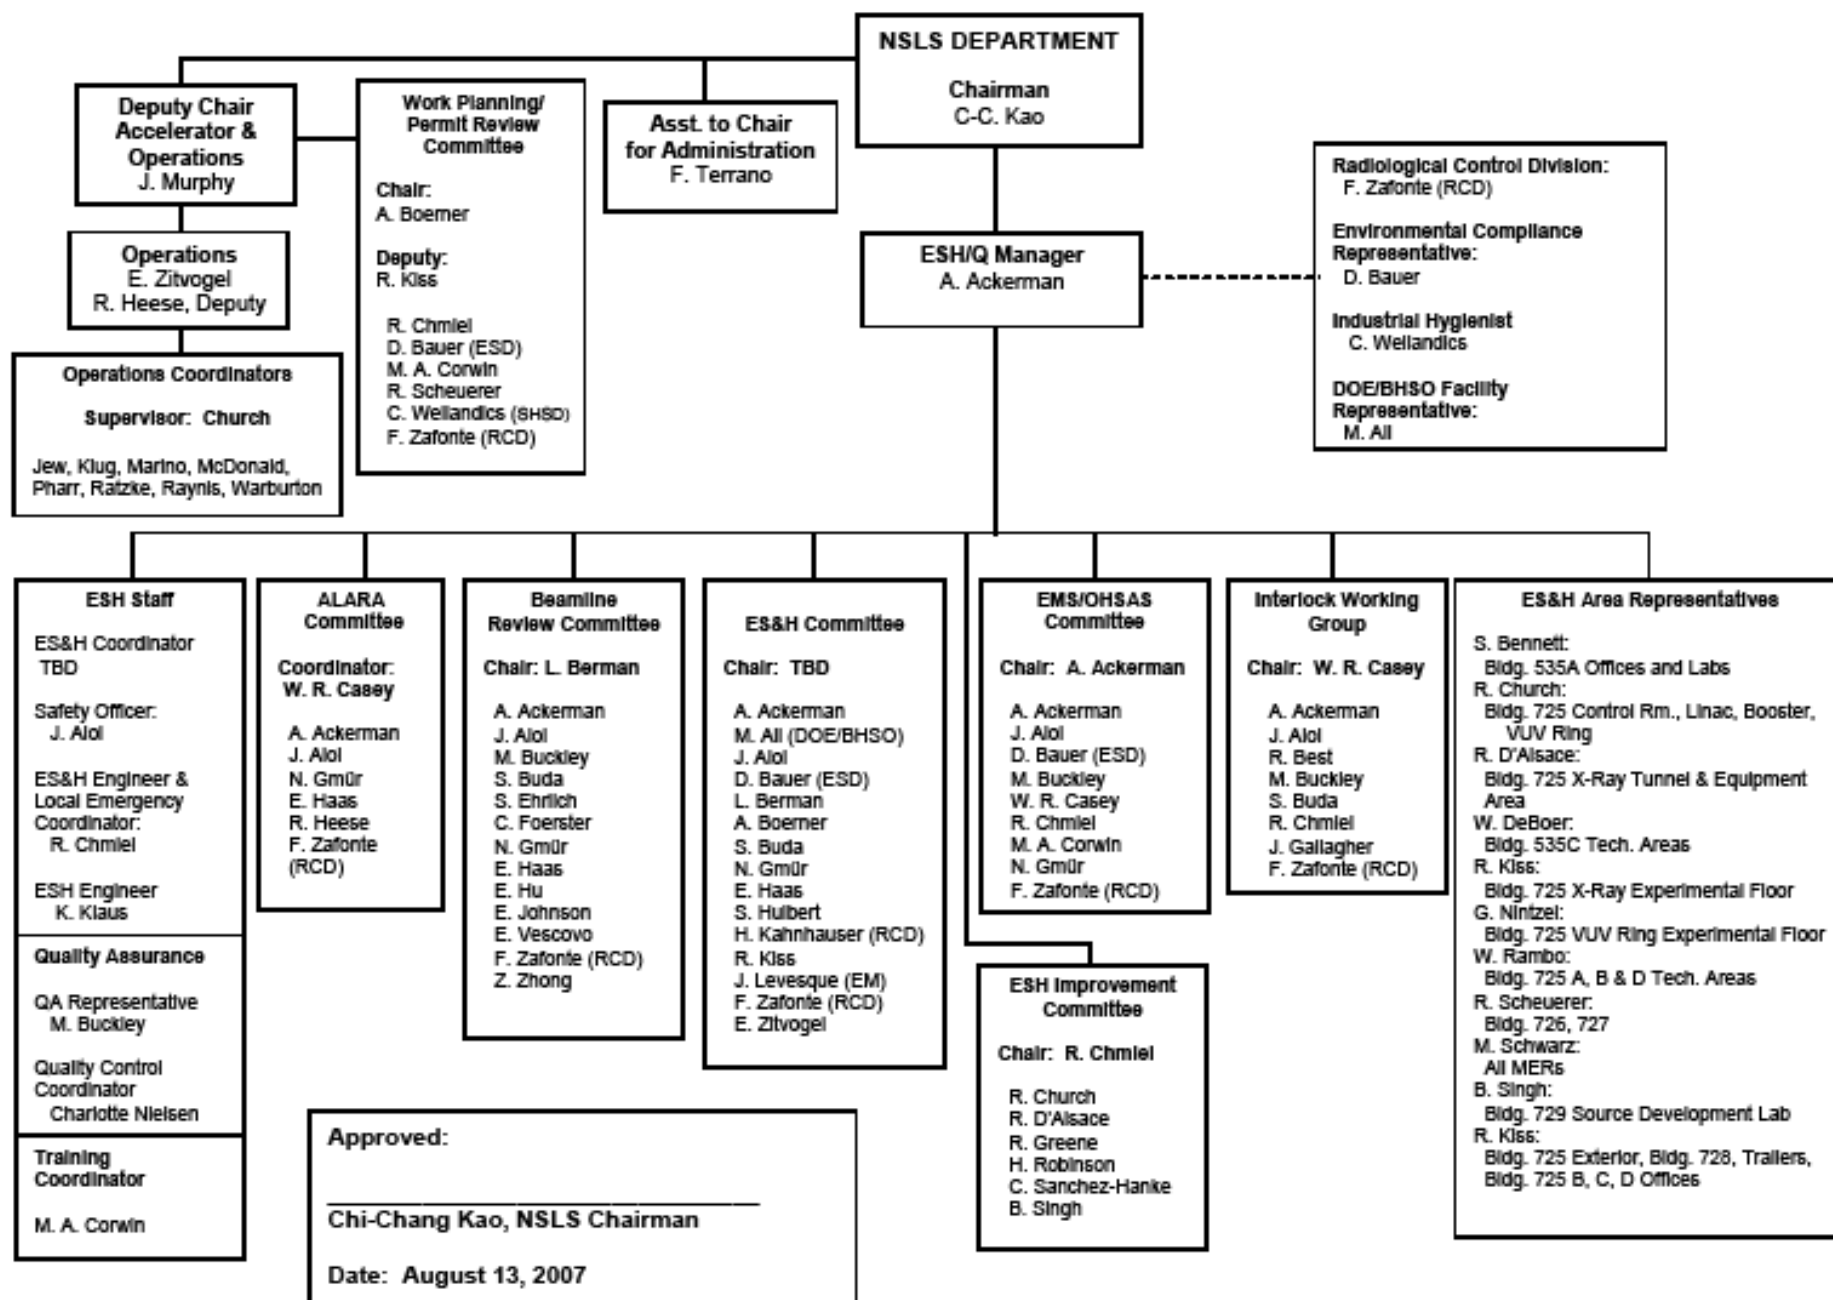 NSLS DEPARTMENT
Chairman
C-C. Kao
Deputy Chair
Accelerator &
Operations
J. Murphy
Work Planning/
Permit Review
Committee
Chair:
A. Boerner
Deputy:
R. Kiss
R. Chmiel
D. Bauer (ESD)
M. A. Corwin
R. Scheuerer
C. Weilandics (SHSD)
F. Zafonte (RCD)
Asst. to Chair
for Administration
F. Terrano
Operations
E. Zitvogel
R. Heese, Deputy
Operations Coordinators
Supervisor: Church
Jew, Klug, Marino, McDonald,
Pharr, Ratzke, Raynis, Warburton
ESH/Q Manager
A. Ackerman
Radiological Control Division:
F. Zafonte (RCD)
Environmental Compliance
Representative:
D. Bauer
Industrial Hygienist
C. Weilandics
DOE/BHSO Facility
Representative:
M. Ali
ESH Staff
ES&H Coordinator
TBD
Safety Officer:
J. Aloi
ES&H Engineer &
Local Emergency
Coordinator:
R. Chmiel
ESH Engineer
K. Klaus
Quality Assurance
QA Representative
M. Buckley
Quality Control
Coordinator
Charlotte Nielsen
Training
Coordinator
M. A. Corwin
ALARA
Committee
Coordinator:
W. R. Casey
A. Ackerman
J. Aloi
N. Gmür
E. Haas
R. Heese
F. Zafonte
(RCD)
Beamline
Review Committee
Chair: L. Berman
A. Ackerman
J. Aloi
M. Buckley
S. Buda
S. Ehrlich
C. Foerster
N. Gmür
E. Haas
E. Hu
E. Johnson
E. Vescovo
F. Zafonte (RCD)
Z. Zhong
ES&H Committee
Chair: TBD
A. Ackerman
M. Ali (DOE/BHSO)
J. Aloi
D. Bauer (ESD)
L. Berman
A. Boerner
S. Buda
N. Gmür
E. Haas
S. Hulbert
H. Kahnhauser (RCD)
R. Kiss
J. Levesque (EM)
F. Zafonte (RCD)
E. Zitvogel
EMS/OHSAS
Committee
Chair: A. Ackerman
A. Ackerman
J. Aloi
D. Bauer (ESD)
M. Buckley
W. R. Casey
R. Chmiel
M. A. Corwin
N. Gmür
F. Zafonte (RCD)
ESH Improvement
Committee
Chair: R. Chmiel
R. Church
R. D'Alsace
R. Greene
H. Robinson
C. Sanchez-Hanke
B. Singh
Interlock Working
Group
Chair: W. R. Casey
A. Ackerman
J. Aloi
R. Best
M. Buckley
S. Buda
R. Chmiel
J. Gallagher
F. Zafonte (RCD)
ES&H Area Representatives
S. Bennett:
Bldg. 535A Offices and Labs
R. Church:
Bldg. 725 Control Rm., Linac, Booster,
VUV Ring
R. D'Alsace:
Bldg. 725 X-Ray Tunnel & Equipment
Area
W. DeBoer:
Bldg. 535C Tech. Areas
R. Kiss:
Bldg. 725 X-Ray Experimental Floor
G. Nintzel:
Bldg. 725 VUV Ring Experimental Floor
W. Rambo:
Bldg. 725 A, B & D Tech. Areas
R. Scheuerer:
Bldg. 726, 727
M. Schwarz:
All MERs
B. Singh:
Bldg. 729 Source Development Lab
R. Kiss:
Bldg. 725 Exterior, Bldg. 728, Trailers,
Bldg. 725 B, C, D Offices
Approved:
Chi-Chang Kao, NSLS Chairman
Date: August 13, 2007